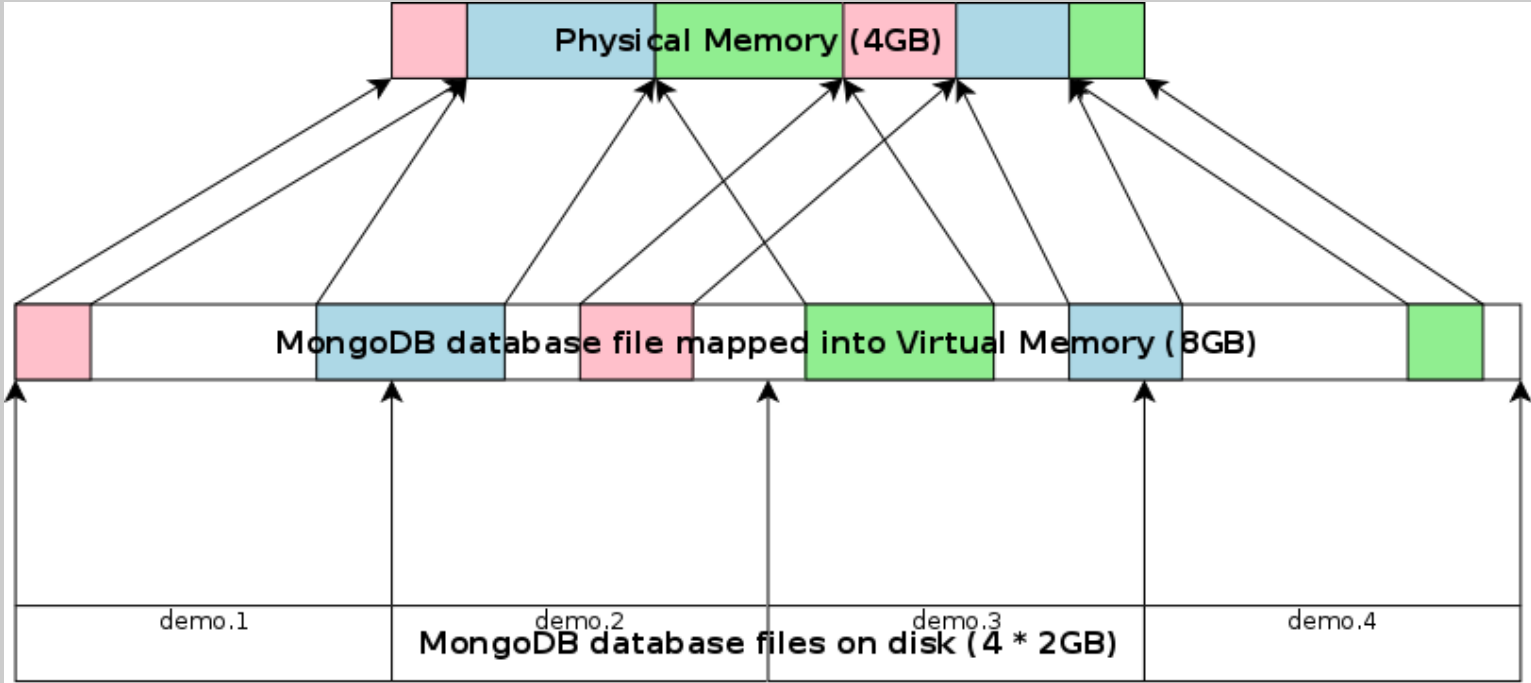 Physical Memory (4GB)
MongoDB database file mapped into Virtual Memory (8GB)
demo.1
demo.2
demo.3
demo.4
MongoDB database files on disk (4 * 2GB)